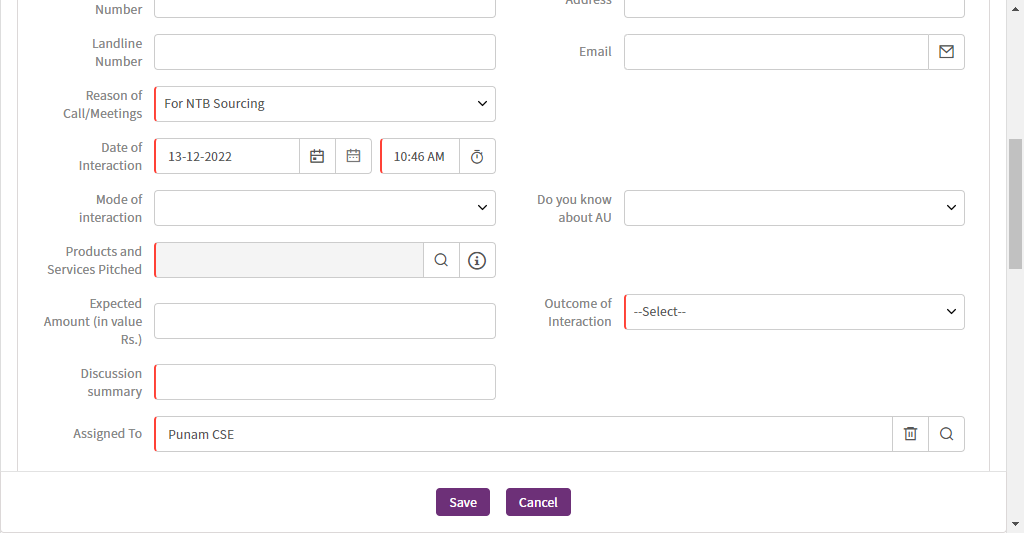 Number
Address
Landline
Number
Email
Reason of
Call/Meetings
For NTB Sourcing
Date of
Interaction
13-12-2022
10:46 AM
Mode of
interaction
Do you know
about AU
Products and
Services Pitched
Expected
Amount (in value
Rs.)
Outcome of
Interaction
--Select--
Discussion
summary
Assigned To
Punam CSE
Save
Cancel